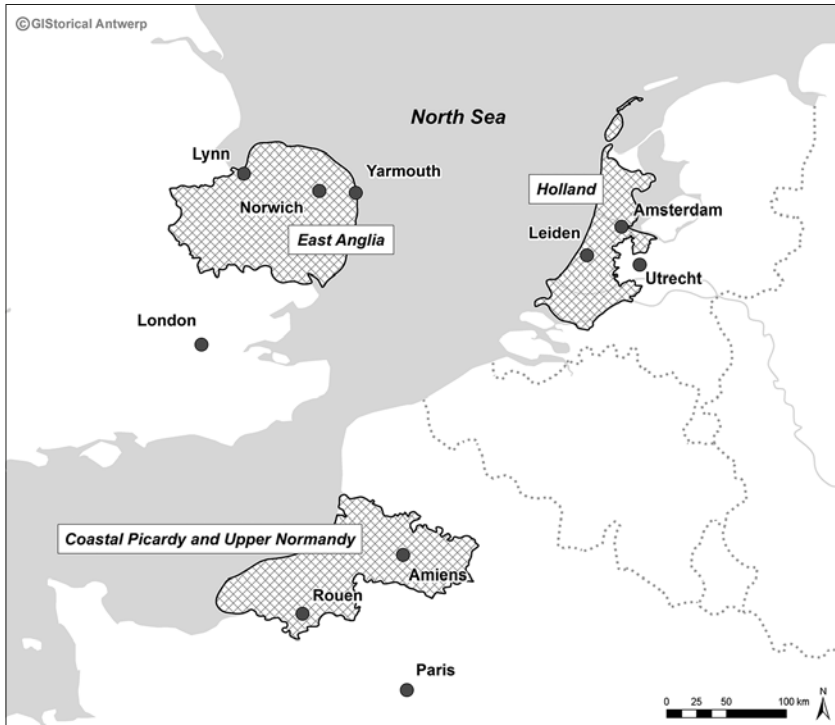 ©GIStorical Antwerp
North Sea
Lynn
Yarmouth
Norwich
East Anglia
Holland
Amsterdam
Leiden
Utrecht
London
Coastal Picardy and Upper Normandy
Amiens
Rouen
Paris
N
0 25 50 100 km